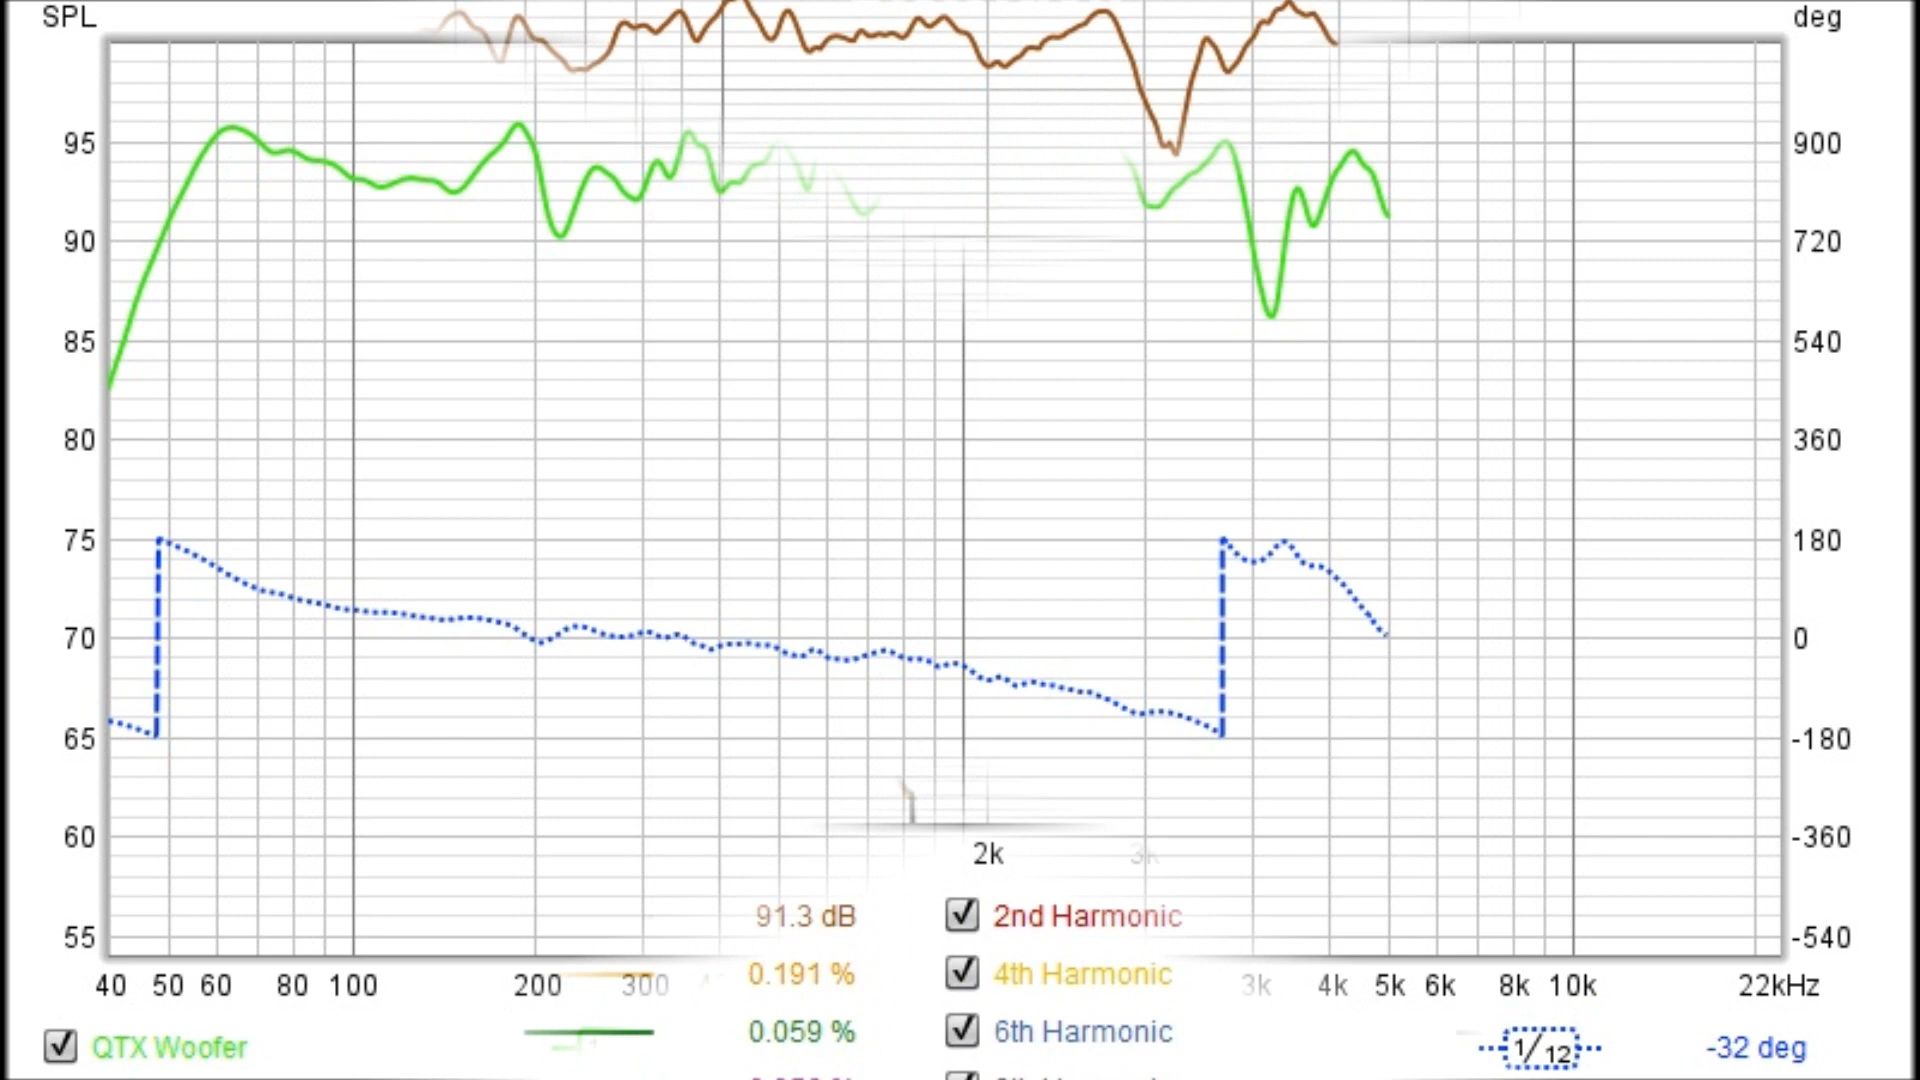 SPL
deg
95
900
90
720
85
540
80
360
75
180
70
0
65
-180
60
-360
2k
3k
91.3 dB
2nd Harmonic
55
-540
40 50 60 80 100 200 300 3k 4k 5k 6k 8k 10k 22kHz
0.191 %
4th Harmonic
QTX Woofer
0.059 %
6th Harmonic
1/12
-32 deg